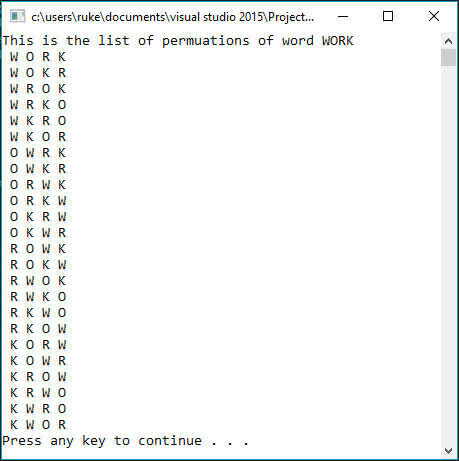 c:\users\ruke\documents\visual studio 2015\Project...
This is the list of permuations of word WORK
W O R K
W O K R
W R O K
W R K O
W K R O
W K O R
O W R K
O W K R
O R W K
O R K W
O K R W
O K W R
R O W K
R O K W
R W O K
R W K O
R K W O
R K O W
K O R W
K O W R
K R O W
K R W O
K W R O
K W O R
Press any key to continue . . .